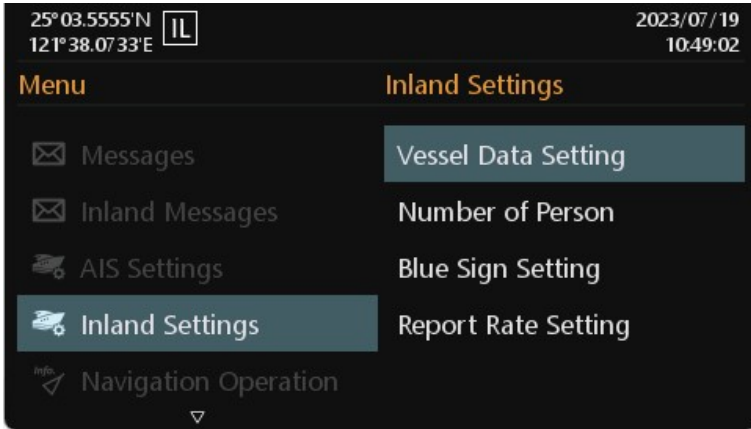 25°03.5555'N
121°38.0733'E
IL
2023/07/19
10:49:02
Menu
Inland Settings
Messages
Inland Messages
AIS Settings
Inland Settings
Info.
Navigation Operation
Vessel Data Setting
Number of Person
Blue Sign Setting
Report Rate Setting